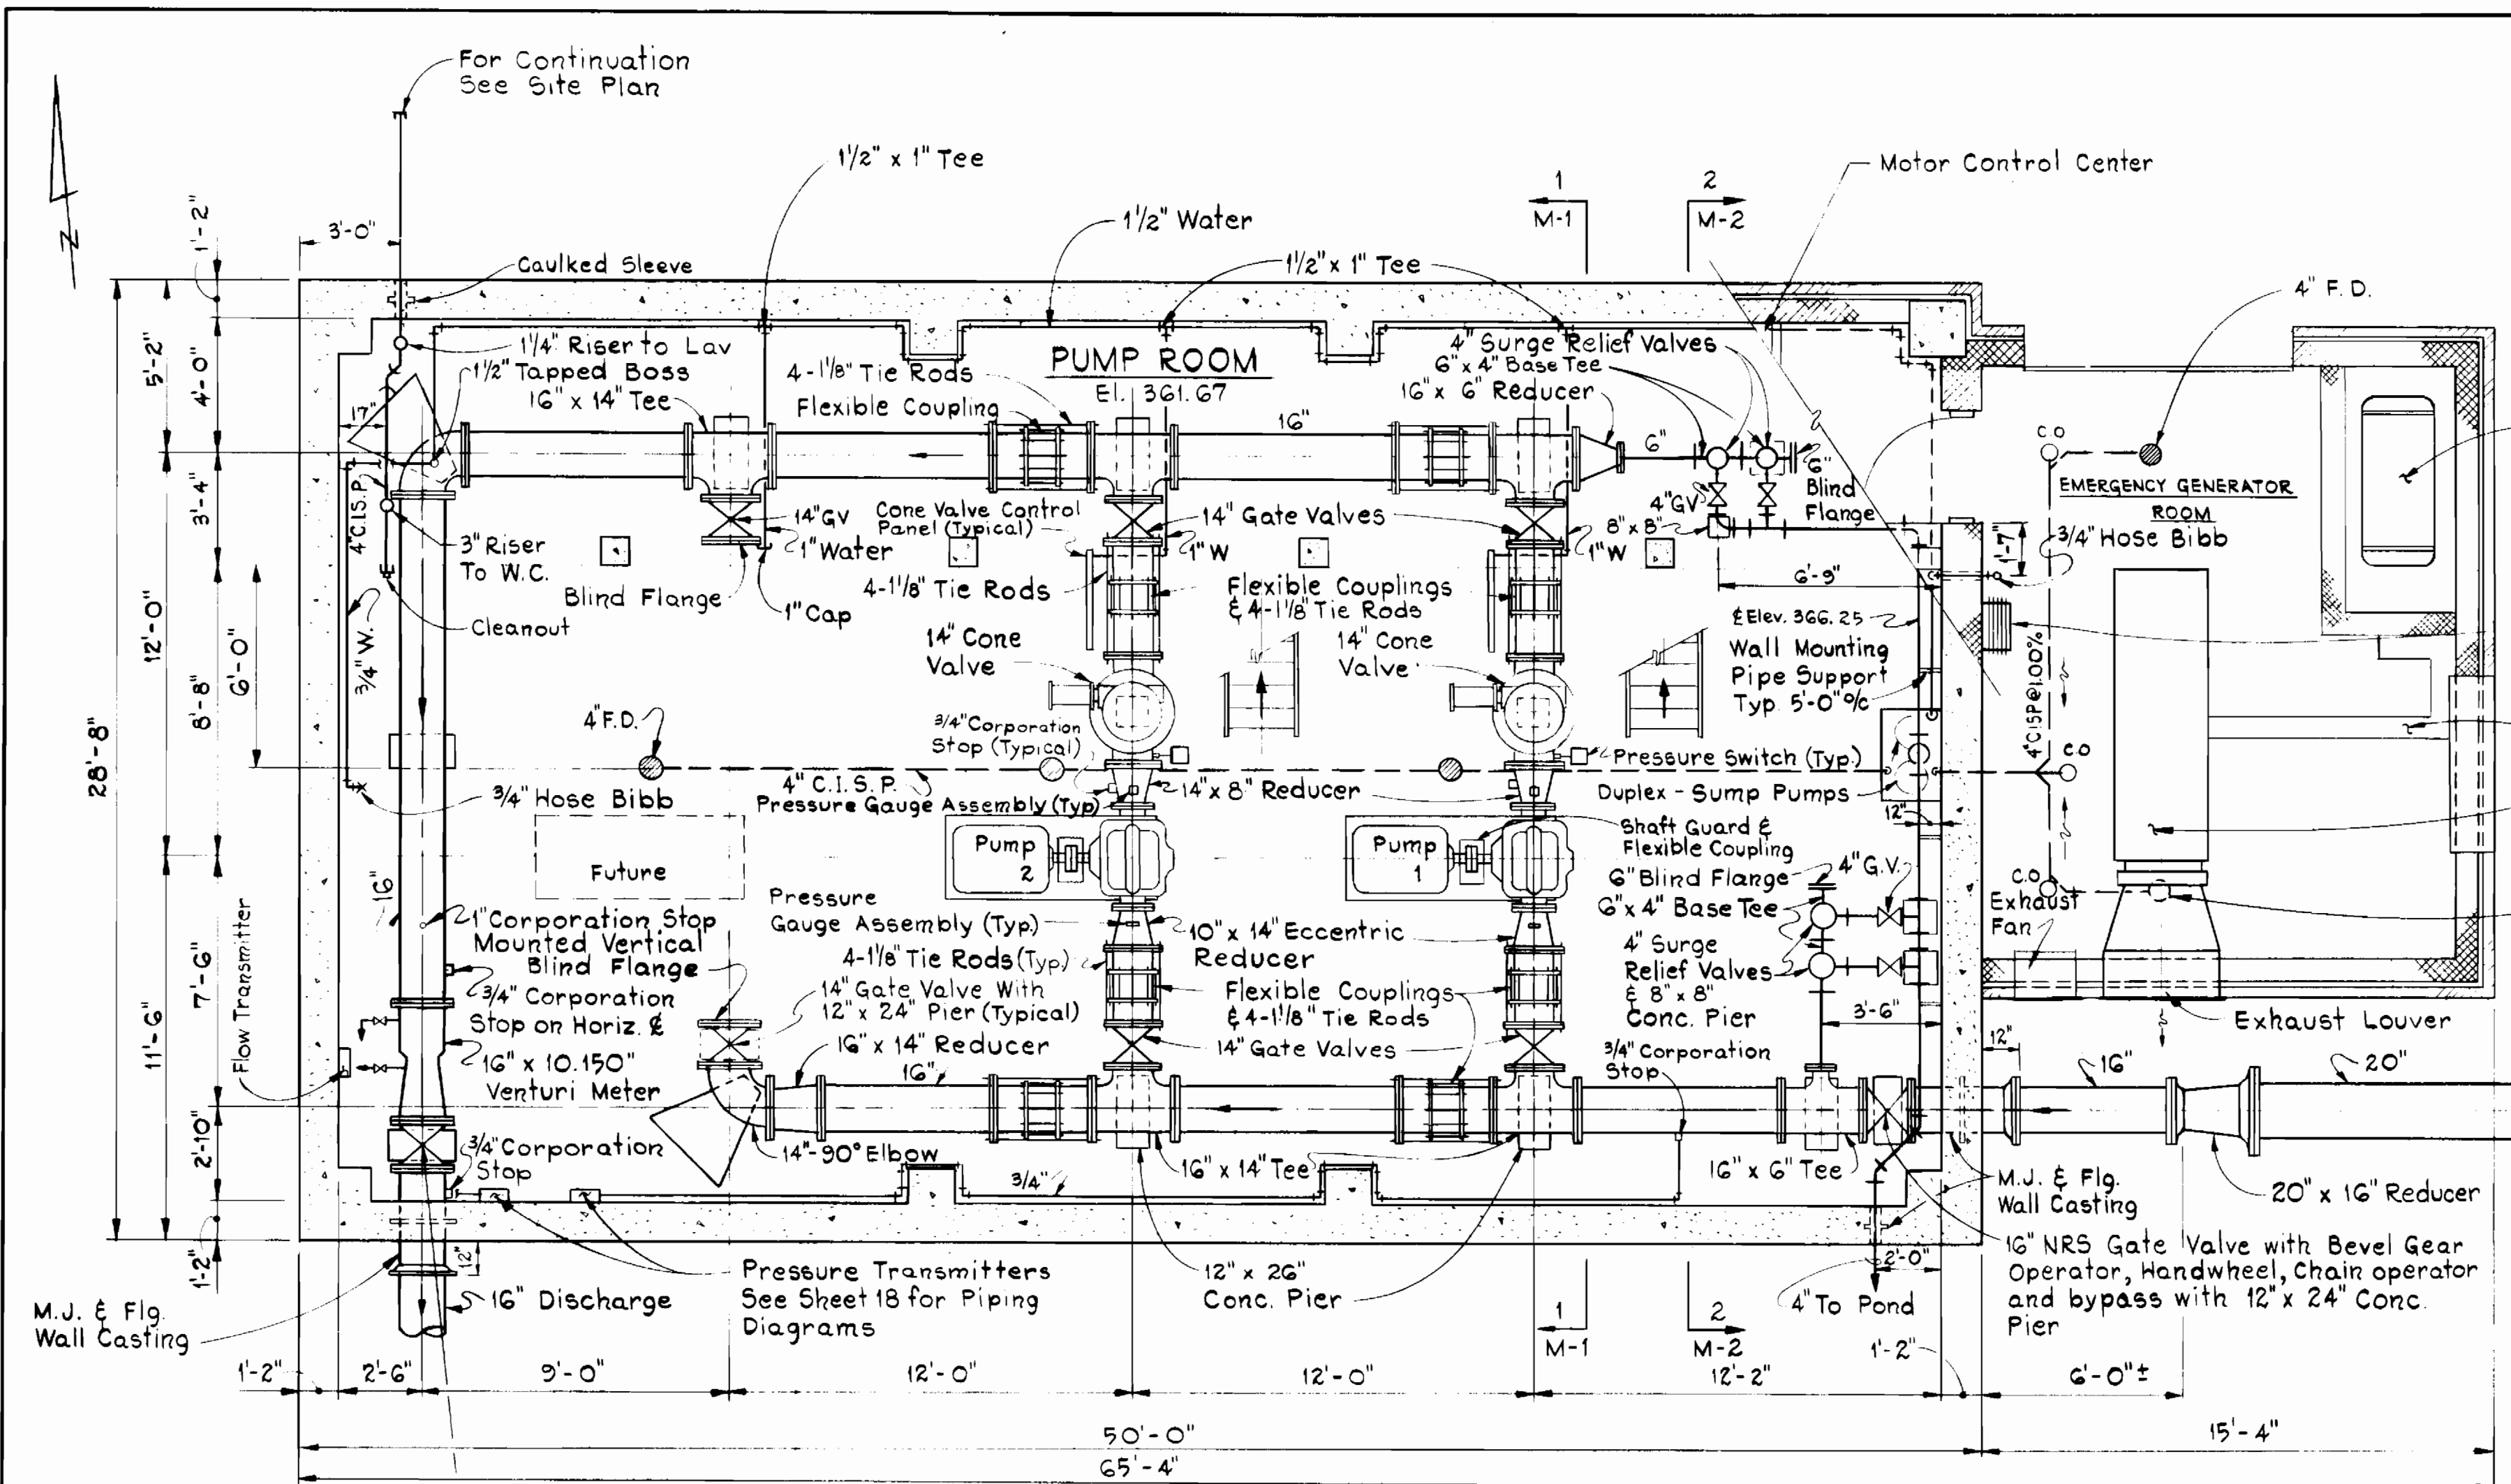 For Continuation
See Site Plan
1 1/2" x 1" Tee
Motor Control Center
1
M-1
2
M-2
1 1/2" Water
3'-0"
1'-2"
Z
Caulked Sleeve
1 1/2" x 1" Tee
4" F.D.
1 1/4" Riser to Lav
1 1/2" Tapped Boss
16" x 14" Tee
4-1 1/8" Tie Rods
Flexible Coupling
PUMP ROOM
El. 361.67
4" Surge Relief Valves
6" x 4" Base Tee
16" x 6" Reducer
5'-2"
4'-0"
17"
16"
6"
6"
Blind
Flange
C.O
EMERGENCY GENERATOR
ROOM
3/4" Hose Bibb
3'-4"
4" C.I.S.P.
3" Riser
To W.C.
14" GV
1" Water
Blind Flange
1" Cap
Cone Valve Control
Panel (Typical)
14" Gate Valves
1" W
4" GV
8" x 8"
1" W
1'-7"
4-1 1/8" Tie Rods
Flexible Couplings
& 4-1 1/8" Tie Rods
6'-9"
Cleanout
12'-0"
6'-0"
8'-8"
3/4" W.
14" Cone
Valve
14" Cone
Valve
℄ Elev. 366.25
Wall Mounting
Pipe Support
Typ. 5'-0" o/c
4" CISP@1.00%
28'-8"
4" F.D.
3/4" Corporation
Stop (Typical)
Pressure Switch (Typ.)
C.O
3/4" Hose Bibb
4" C.I.S.P.
Pressure Gauge Assembly (Typ)
14" x 8" Reducer
Duplex - Sump Pumps
12"
Future
Pump
2
Pump
1
Shaft Guard &
Flexible Coupling
4" G.V.
6" Blind Flange
6" x 4" Base Tee
C.O
Exhaust
Fan
16"
1" Corporation Stop
Mounted Vertical
Blind Flange
Pressure
Gauge Assembly (Typ.)
10" x 14" Eccentric
Reducer
4" Surge
Relief Valves
& 8" x 8"
Conc. Pier
7'-6"
11'-6"
Flow Transmitter
3/4" Corporation
Stop on Horiz. ℄
4-1 1/8" Tie Rods (Typ.)
14" Gate Valve With
12" x 24" Pier (Typical)
Flexible Couplings
& 4-1 1/8" Tie Rods
3'-6"
Exhaust Louver
16" x 10.150"
Venturi Meter
16" x 14" Reducer
16"
14" Gate Valves
3/4" Corporation
Stop
12"
16"
20"
2'-10"
3/4" Corporation
Stop
14"-90° Elbow
3/4"
16" x 14" Tee
16" x 6" Tee
M.J. & Flg.
Wall Casting
20" x 16" Reducer
1'-2"
12"
16" Discharge
M.J. & Flg.
Wall Casting
Pressure Transmitters
See Sheet 18 for Piping
Diagrams
12" x 26"
Conc. Pier
1
M-1
2
M-2
4" To Pond
2'-0"
16" NRS Gate Valve with Bevel Gear
Operator, Handwheel, Chain operator
and bypass with 12" x 24" Conc.
Pier
1'-2"
2'-6"
9'-0"
12'-0"
12'-0"
12'-2"
1'-2"
6'-0" ±
50'-0"
15'-4"
65'-4"